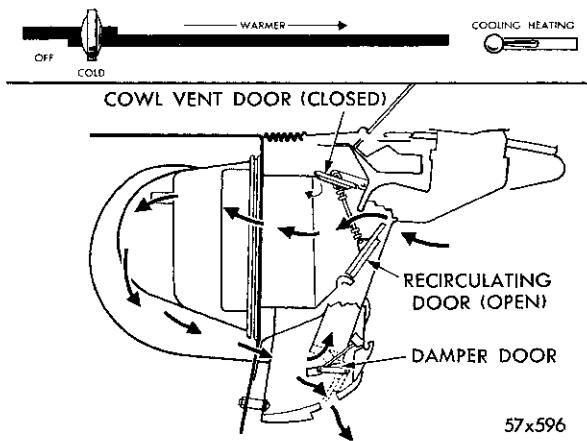 WARMER
COOLING HEATING
OFF
COLD
COWL VENT DOOR (CLOSED)
RECIRCULATING
DOOR (OPEN)
DAMPER DOOR
57x596